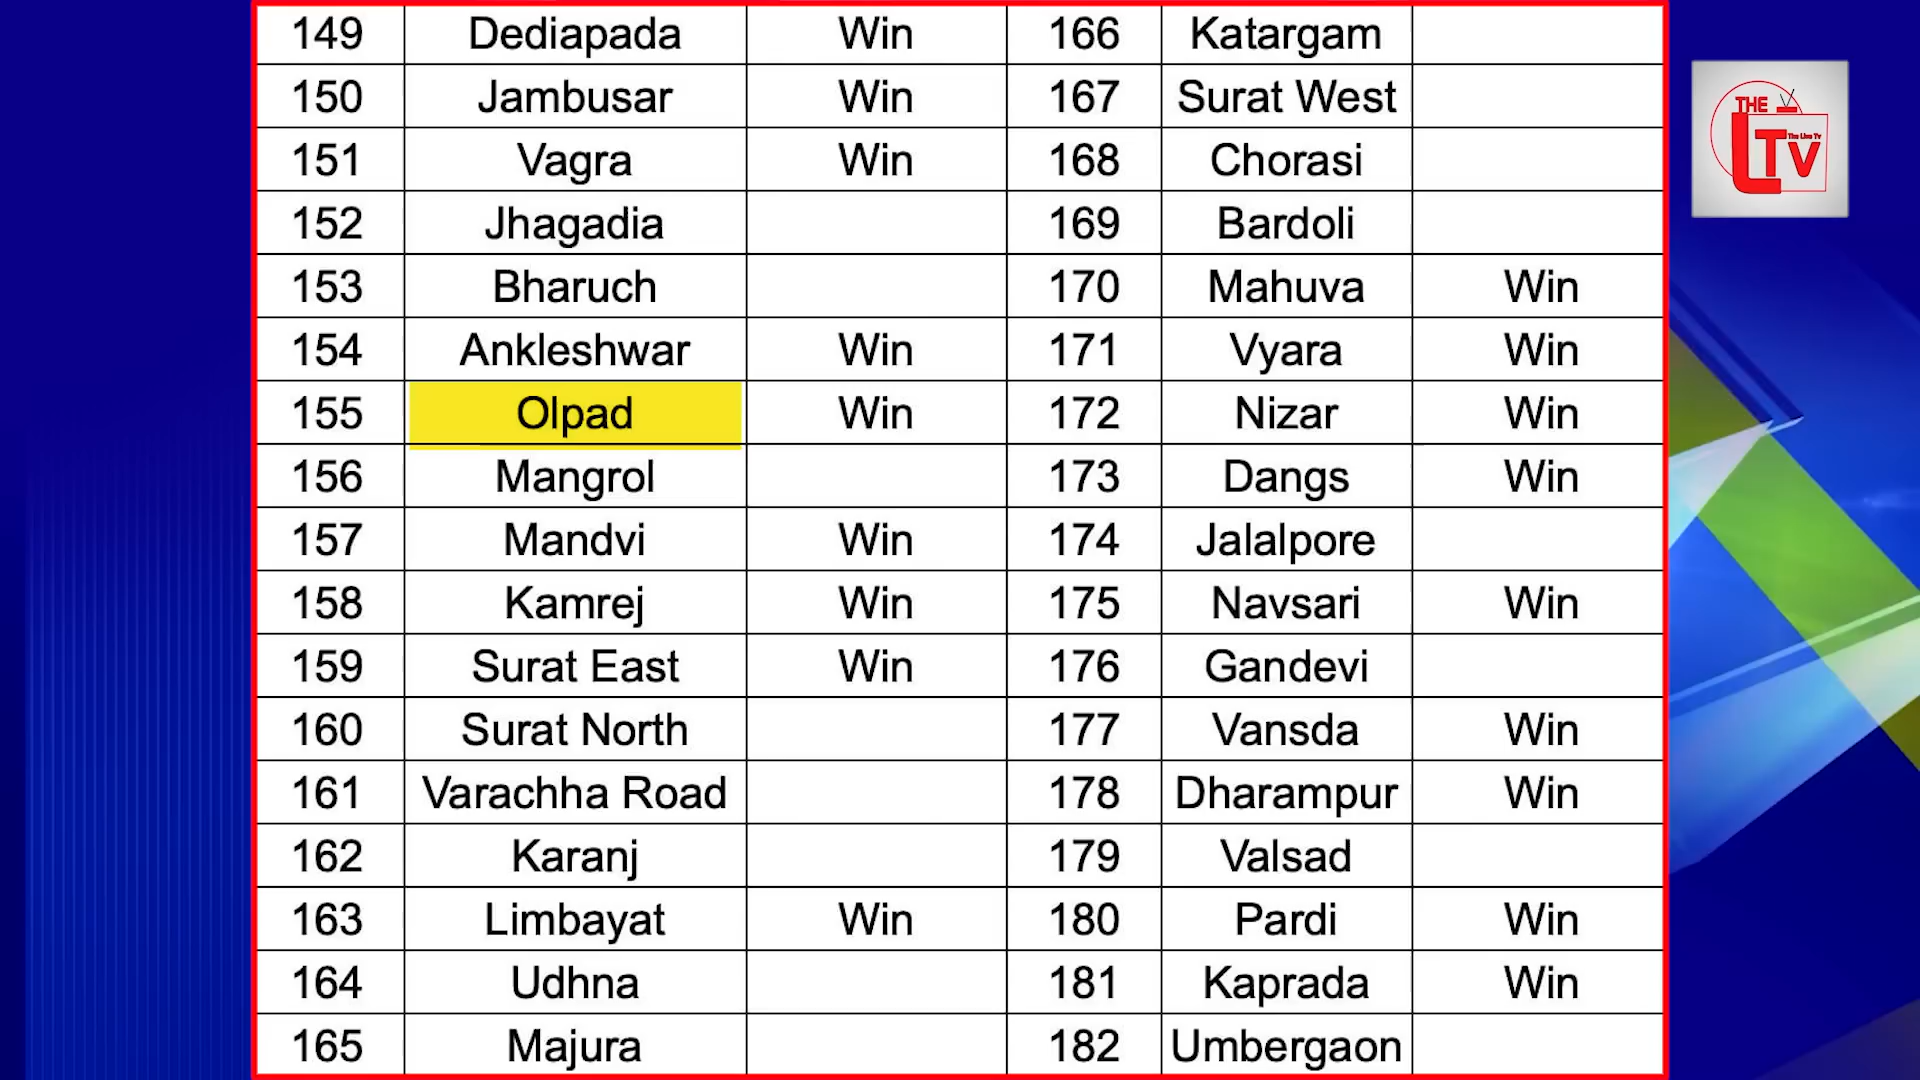 149 Dediapada Win 166 Katargam
150 Jambusar Win 167 Surat West
151 Vagra Win 168 Chorasi
152 Jhagadia 169 Bardoli
153 Bharuch 170 Mahuva Win
154 Ankleshwar Win 171 Vyara Win
155 Olpad Win 172 Nizar Win
156 Mangrol 173 Dangs Win
157 Mandvi Win 174 Jalalpore
158 Kamrej Win 175 Navsari Win
159 Surat East Win 176 Gandevi
160 Surat North 177 Vansda Win
161 Varachha Road 178 Dharampur Win
162 Karanj 179 Valsad
163 Limbayat Win 180 Pardi Win
164 Udhna 181 Kaprada Win
165 Majura 182 Umbergaon
THE
The Live Tv
LTV